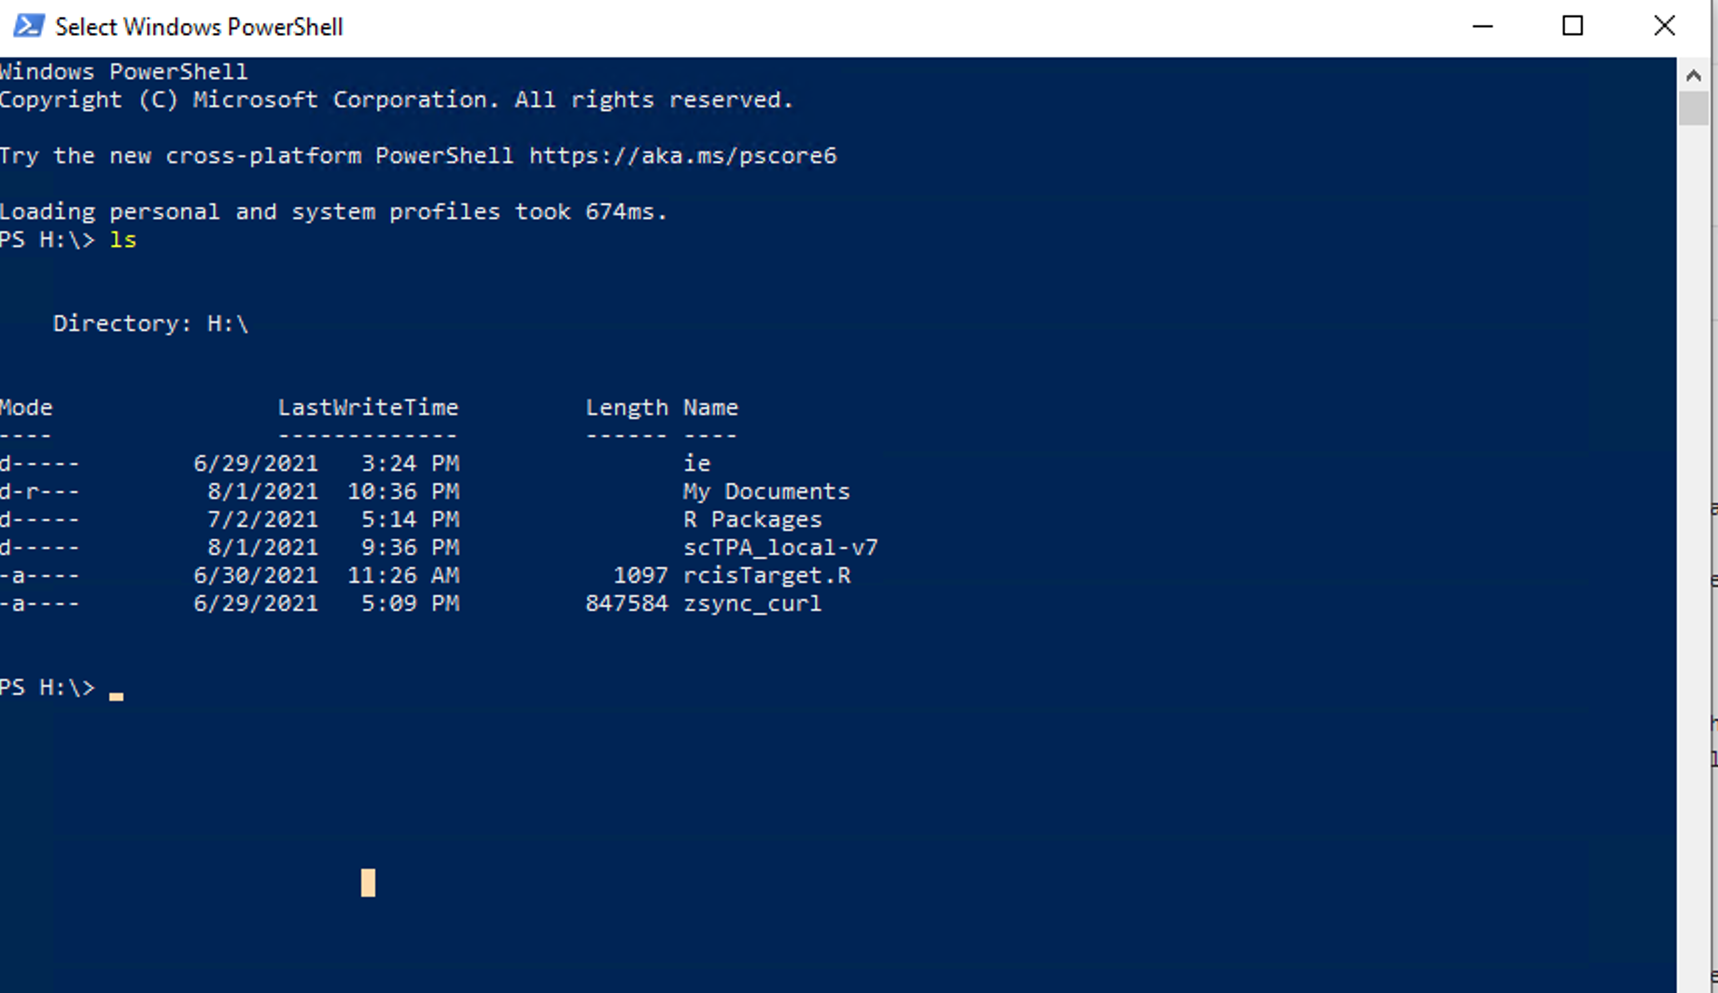 Select Windows PowerShell
Windows PowerShell
Copyright (C) Microsoft Corporation. All rights reserved.
Try the new cross-platform PowerShell https://aka.ms/pscore6
Loading personal and system profiles took 674ms.
PS H:\> ls
Directory: H:\
Mode                LastWriteTime         Length Name
----                -------------         ------ ----
d-----        6/29/2021   3:24 PM                ie
d-r---         8/1/2021  10:36 PM                My Documents
d-----         7/2/2021   5:14 PM                R Packages
d-----         8/1/2021   9:36 PM                scTPA_local-v7
-a----        6/30/2021  11:26 AM           1097 rcisTarget.R
-a----        6/29/2021   5:09 PM         847584 zsync_curl
PS H:\>